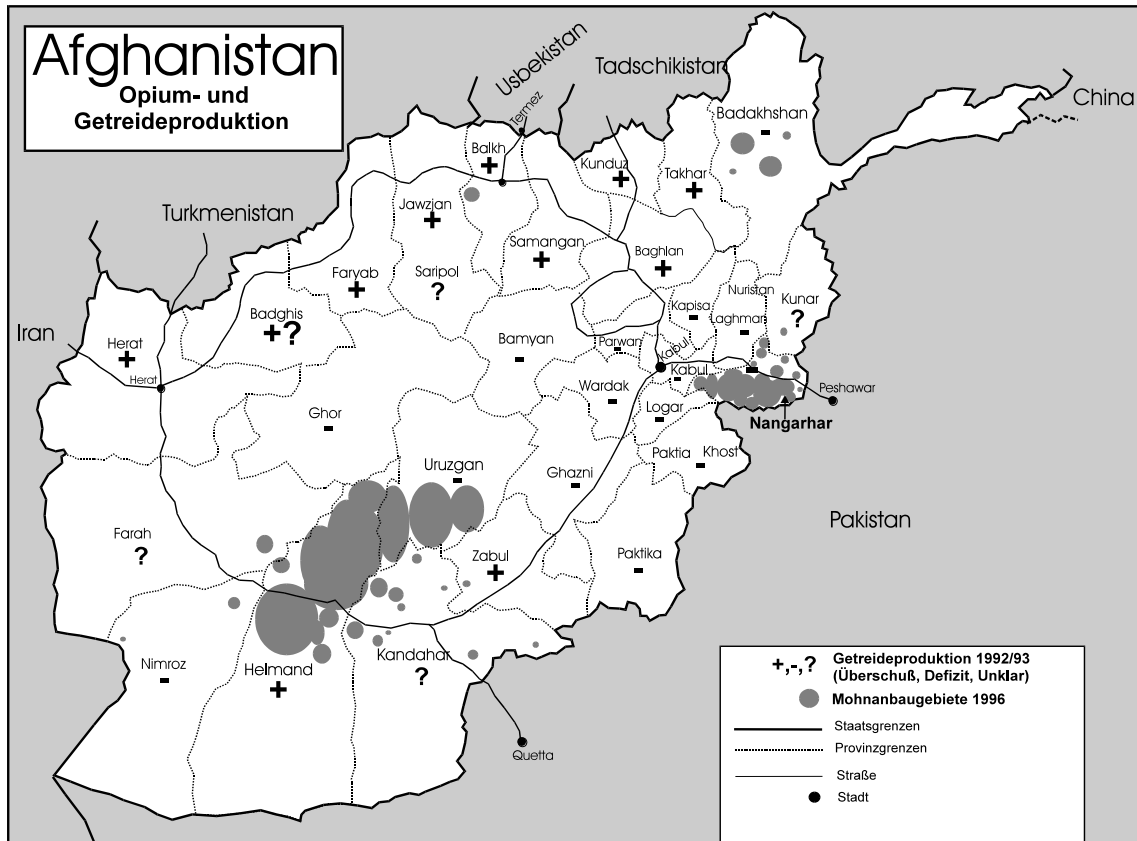 Afghanistan
Opium- und
Getreideproduktion
Usbekistan
Tadschikistan
China
Termez
Badakhshan
-
Balkh
+
Kunduz
+
Takhar
+
Turkmenistan
Jawzjan
+
Samangan
+
Baghlan
+
Faryab
+
Saripol
?
Nuristan
Kunar
?
Kapisa
-
Laghman
-
Badghis
+?
Iran
Herat
+
Herat
Bamyan
-
Parwan
-
Kabul
Kabul
-
-
Peshawar
Wardak
-
Logar
-
Nangarhar
Ghor
-
Uruzgan
-
Ghazni
-
Paktia Khost
-
Pakistan
Farah
?
Zabul
+
Paktika
-
Nimroz
-
Helmand
+
Kandahar
?
Quetta
+,-,? Getreideproduktion 1992/93
(Überschuß, Defizit, Unklar)
Mohnanbaugebiete 1996
Staatsgrenzen
Provinzgrenzen
Straße
Stadt